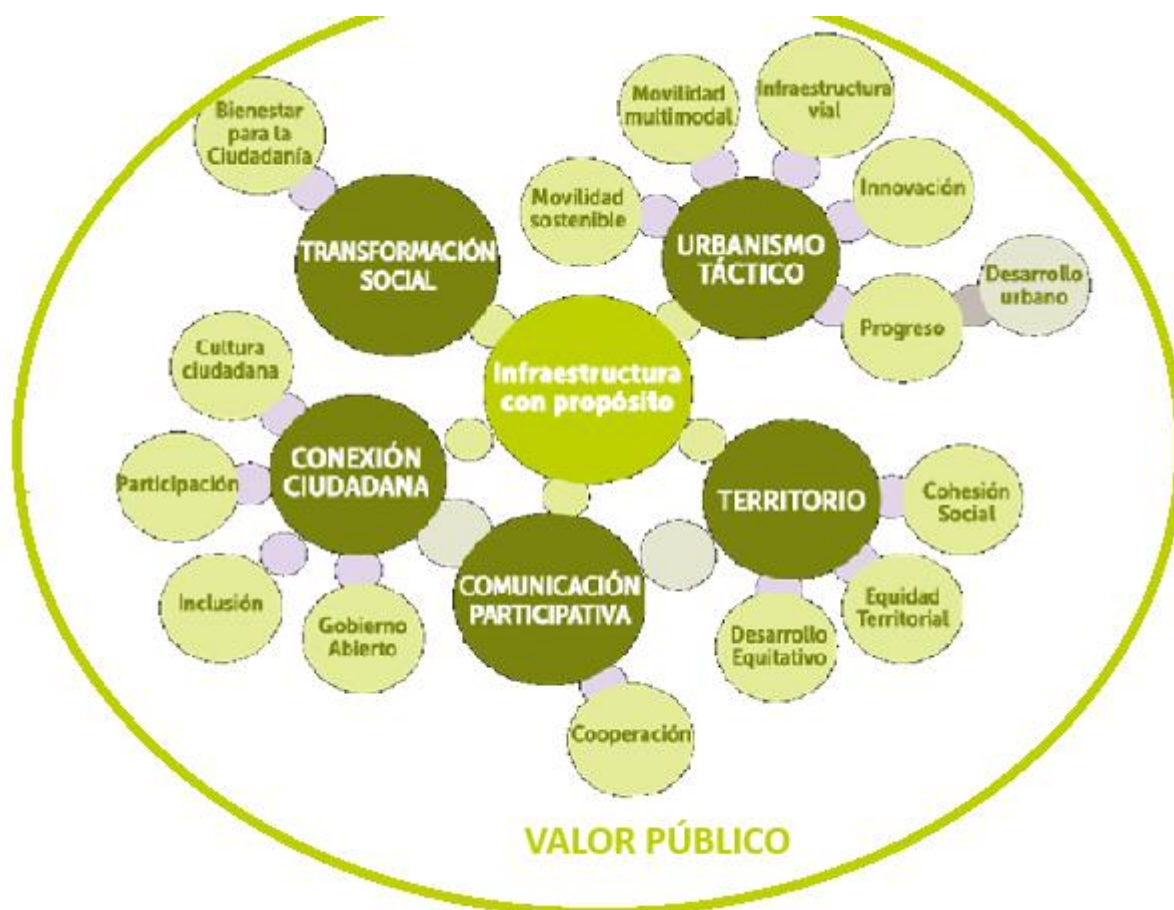 Bienestar
para la
Ciudadanía
Movilidad
multimodal
Infraestructura
vial
Movilidad
sostenible
Innovación
TRANSFORMACIÓN
SOCIAL
URBANISMO
TÁCTICO
Desarrollo
urbano
Progreso
Cultura
ciudadana
Infraestructura
con propósito
CONEXIÓN
CIUDADANA
Participación
TERRITORIO
Cohesión
Social
COMUNICACIÓN
PARTICIPATIVA
Inclusión
Gobierno
Abierto
Equidad
Territorial
Desarrollo
Equitativo
Cooperación
VALOR PÚBLICO